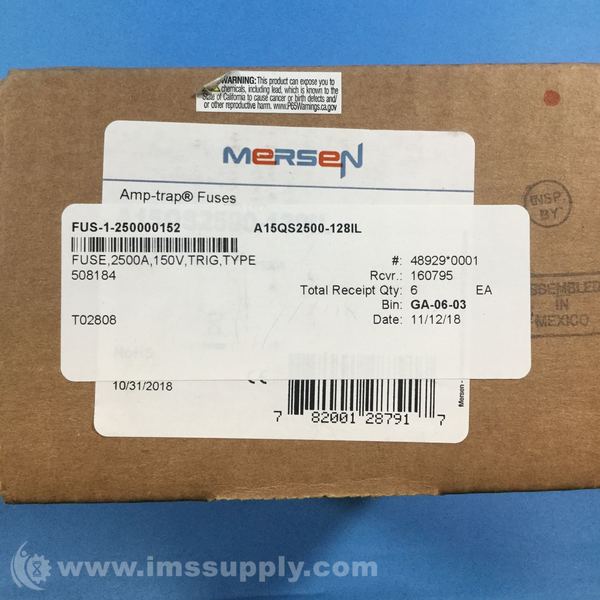 WARNING: This product can expose you to
chemicals, including lead, which is known to the
State of California to cause cancer or birth defects and/
or other reproductive harm. www.P65Warnings.ca.gov
MERSEN
Amp-trap® Fuses
FUS-1-250000152 A15QS2500-128IL
FUSE,2500A,150V,TRIG,TYPE #: 48929*0001
508184 Rcvr.: 160795
Total Receipt Qty: 6 EA
Bin: GA-06-03
T02808 Date: 11/12/18
INSP.
BY:
ASSEMBLED
IN
MEXICO
RoHS
10/31/2018 CE
7 82001 28791 7
Mersen -
www.imssupply.com